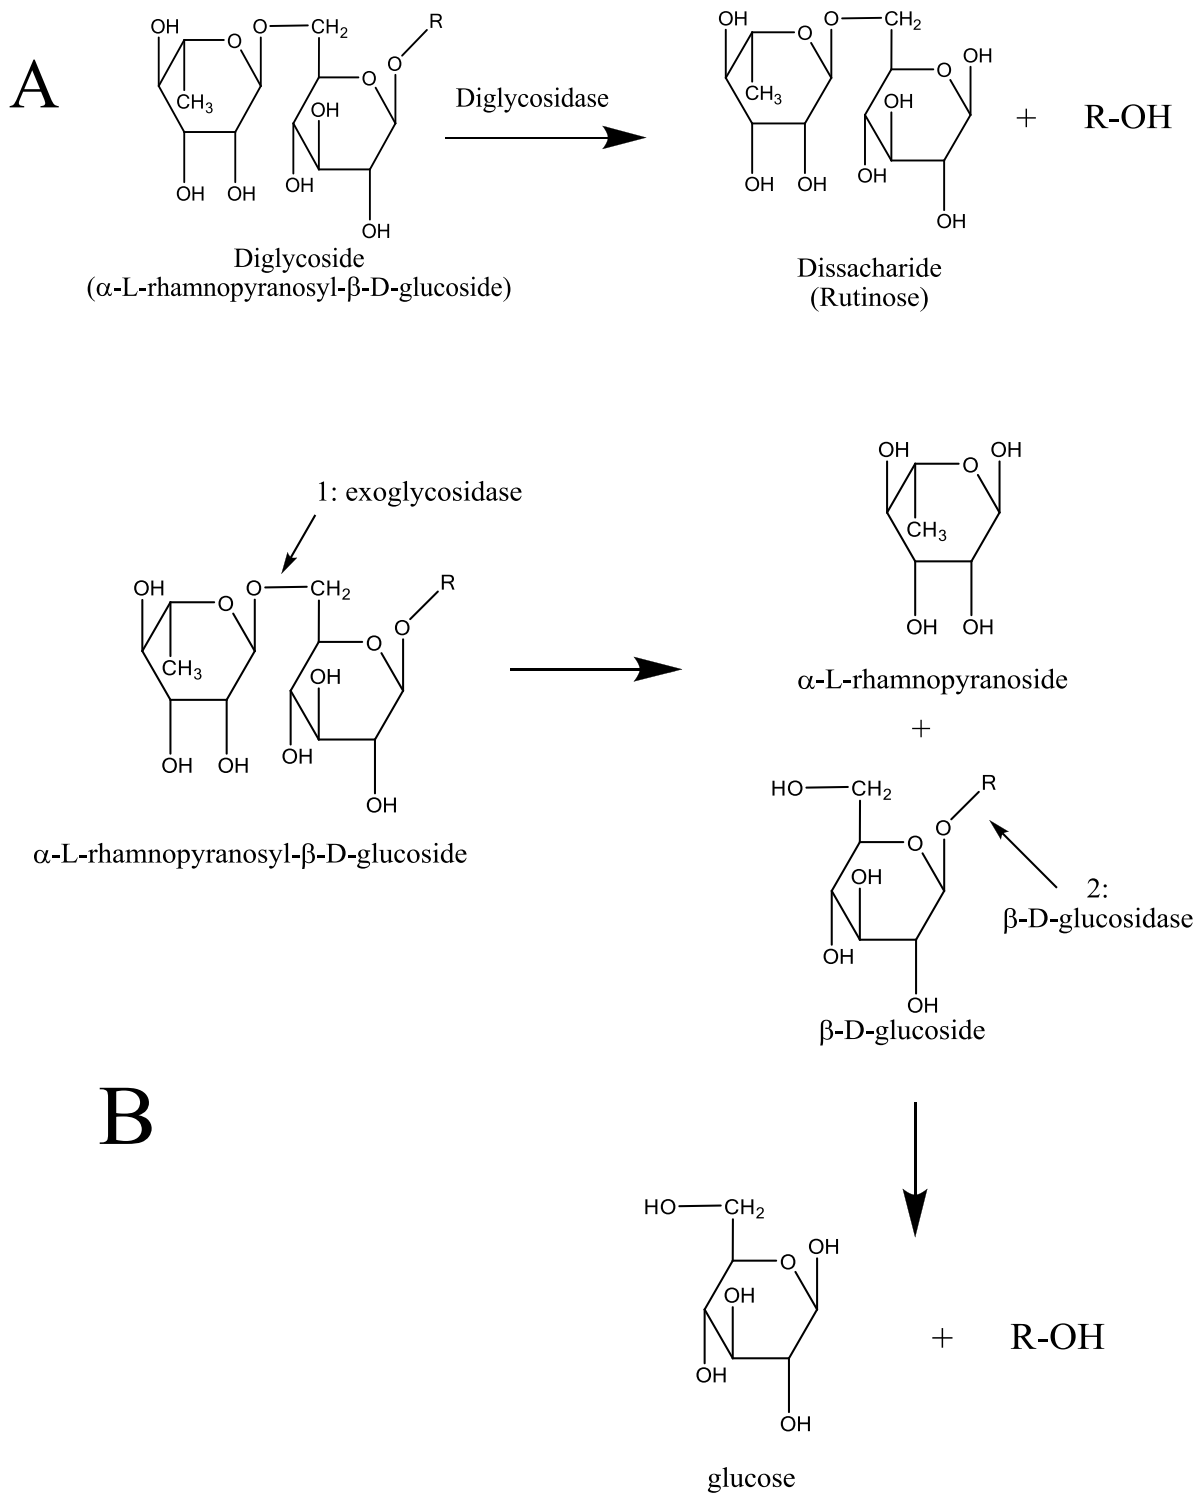 A
OH O O CH₂ R
O
CH₃ O
OH
OH OH OH
OH
Diglycoside
(α-L-rhamnopyranosyl-β-D-glucoside)
Diglycosidase
OH O O CH₂
OH
CH₃ O
OH
OH OH OH
OH
Dissacharide
(Rutinose)
+ R-OH
1: exoglycosidase
OH O O CH₂ R
O
CH₃ O
OH
OH OH OH
OH
α-L-rhamnopyranosyl-β-D-glucoside
OH O OH
CH₃
OH OH
α-L-rhamnopyranoside
+
HO CH₂ R
O O
OH
OH
OH
β-D-glucoside
2:
β-D-glucosidase
B
HO CH₂
O OH
OH
OH
OH
glucose
+ R-OH